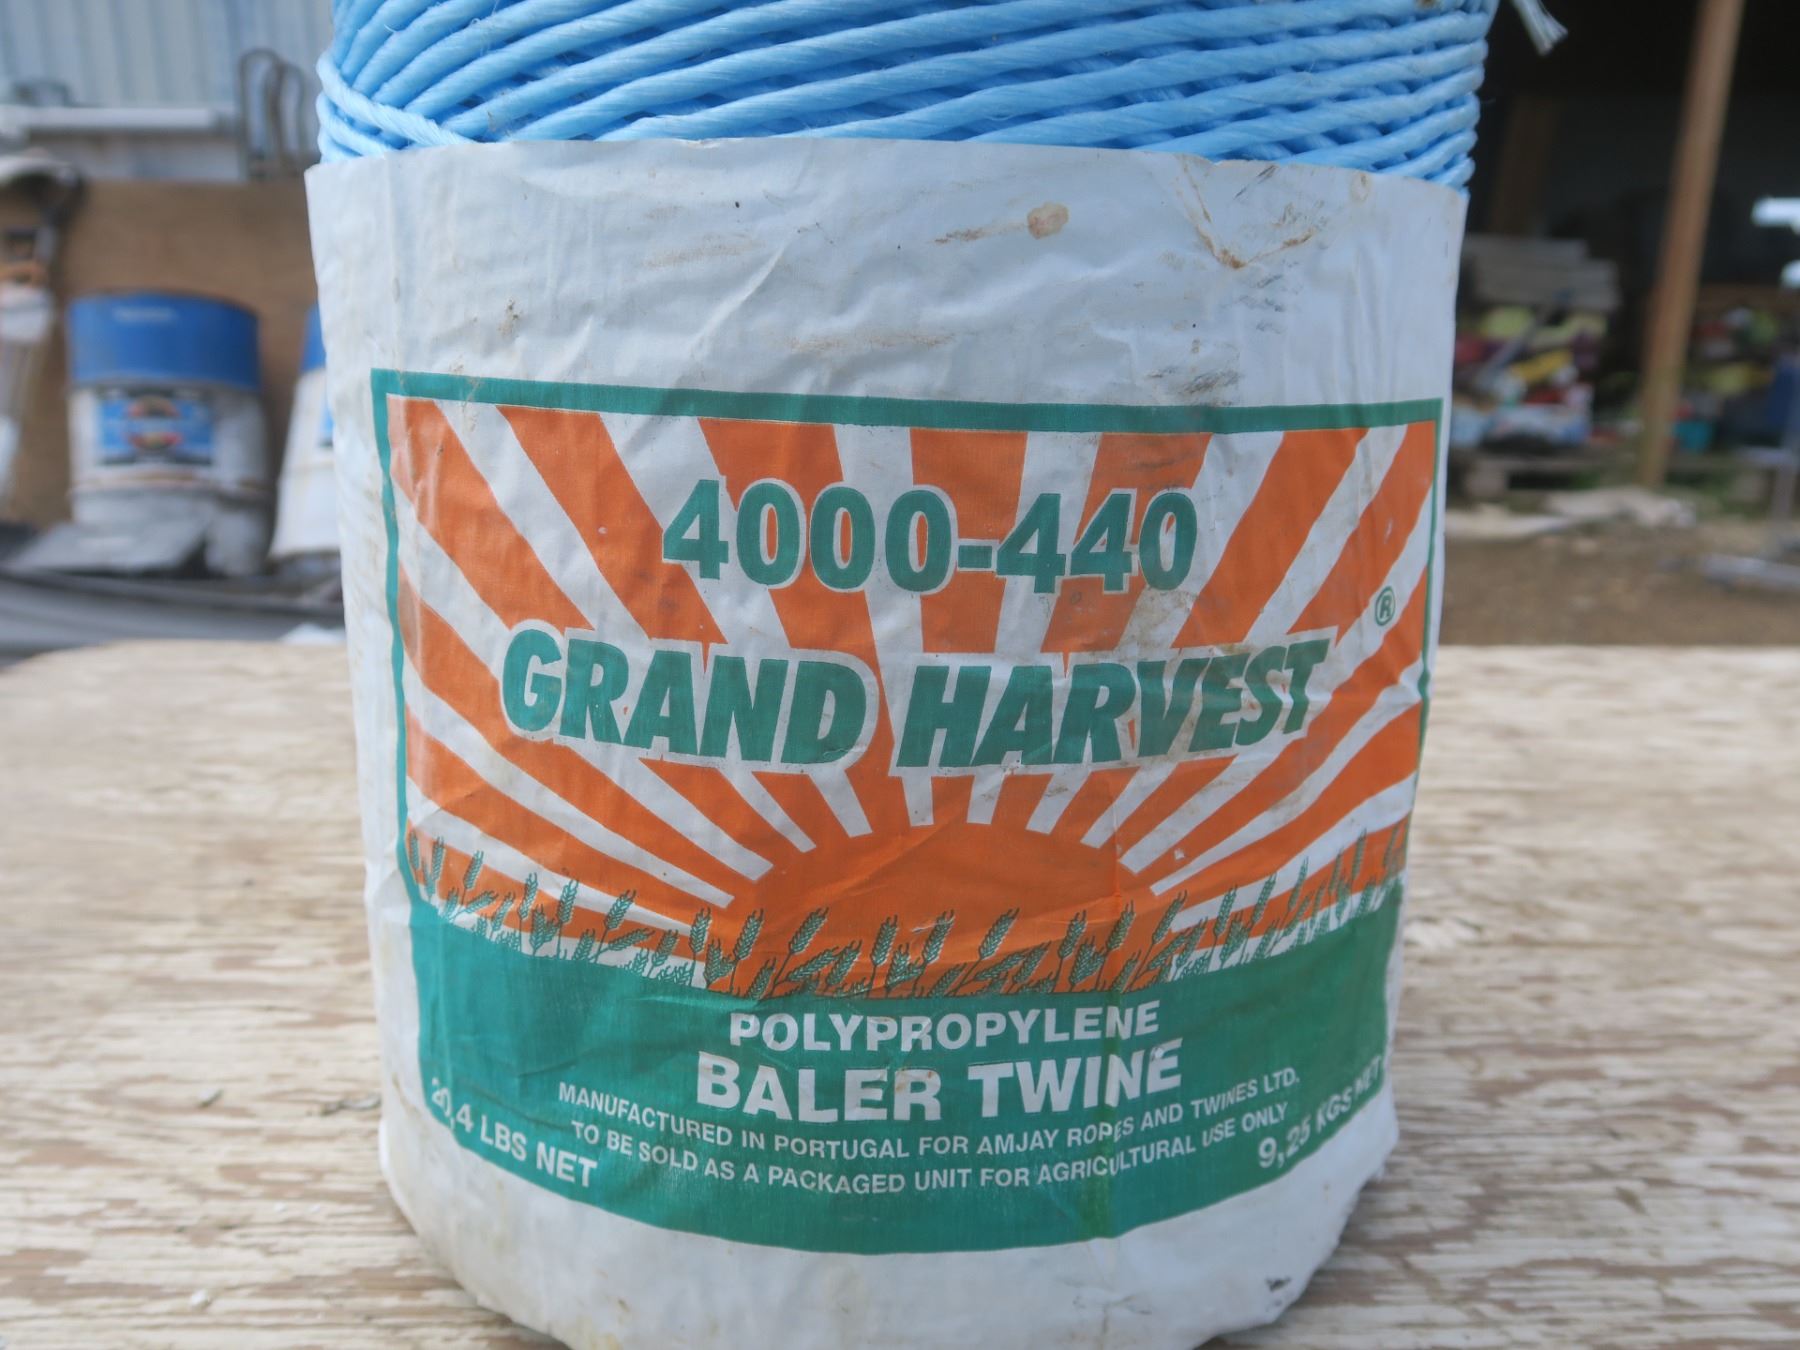 4000-440
GRAND HARVEST ®
POLYPROPYLENE
BALER TWINE
MANUFACTURED IN PORTUGAL FOR AMJAY ROPES AND TWINES LTD.
TO BE SOLD AS A PACKAGED UNIT FOR AGRICULTURAL USE ONLY
20,4 LBS NET
9,25 KGS NET